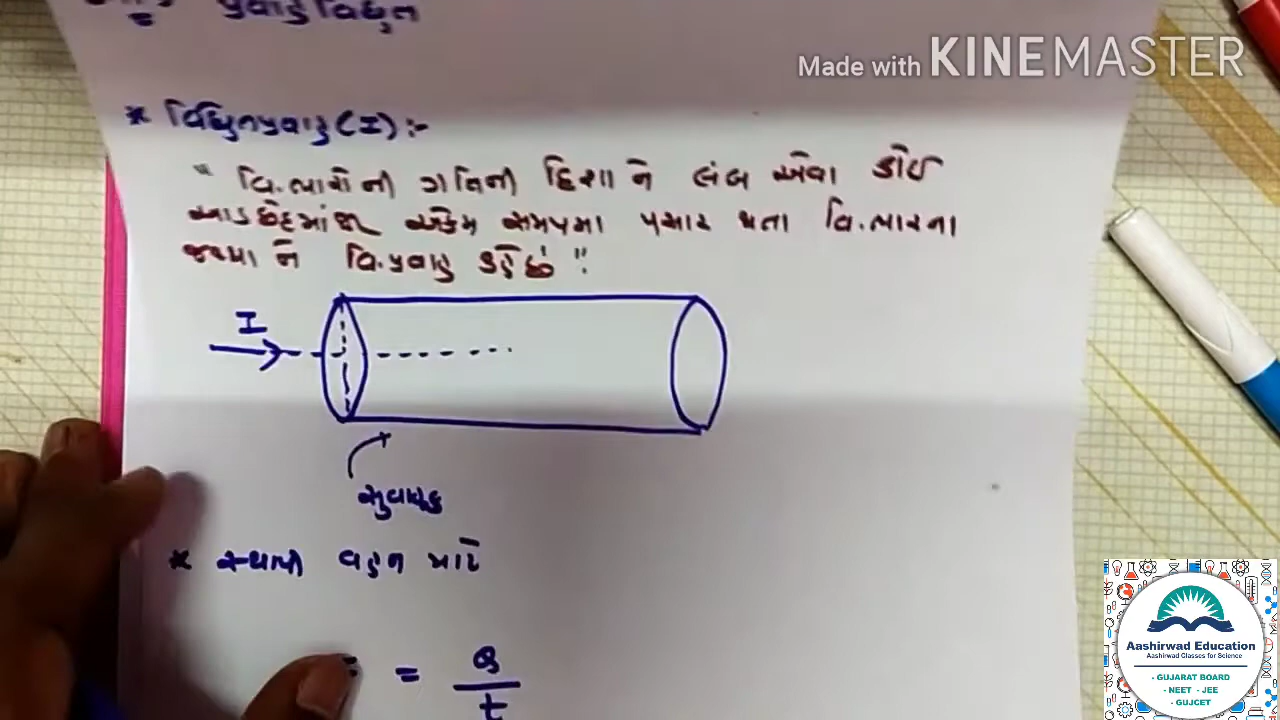 પ્રવાહ વિદ્યુત
Made with KINEMASTER
* વિદ્યુતપ્રવાહ (I) :-
" વિ.ભારોની ગતિની દિશાને લંબ એવા કોઈ
આડછેદમાંથી એકમ સમયમાં પસાર થતા વિ.ભારના
જથ્થા ને વિ.પ્રવાહ કહે છે "
I
સુવાહક
* સ્થાયી વહન માટે
= Q
t
Aashirwad Education
Aashirwad Classes for Science
- GUJARAT BOARD
- NEET - JEE
- GUJCET